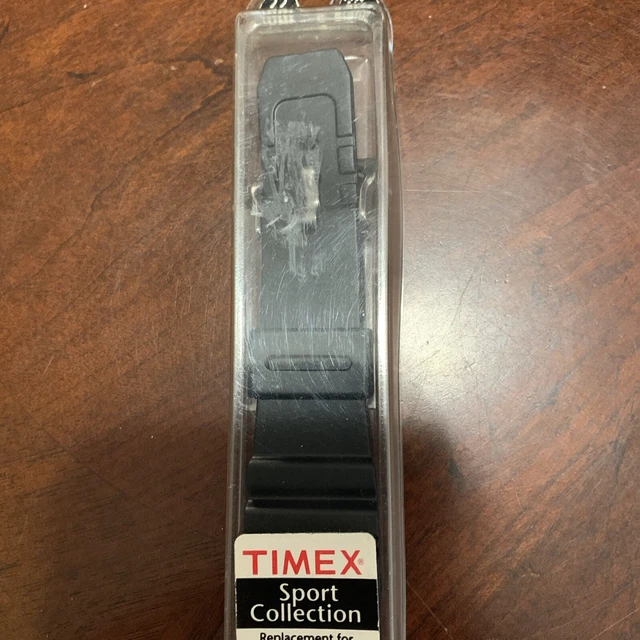 TIMEX®
Sport
Collection
Replacement for